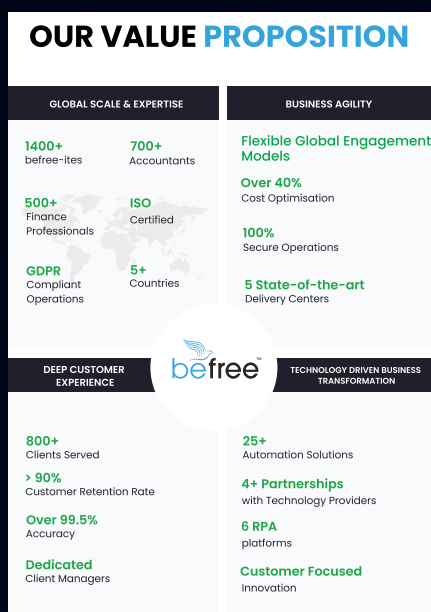 OUR VALUE PROPOSITION
GLOBAL SCALE & EXPERTISE
1400+
befree-ites
700+
Accountants
500+
Finance
Professionals
ISO
Certified
GDPR
Compliant
Operations
5+
Countries
BUSINESS AGILITY
Flexible Global Engagement
Models
Over 40%
Cost Optimisation
100%
Secure Operations
5 State-of-the-art
Delivery Centers
befree™
DEEP CUSTOMER
EXPERIENCE
800+
Clients Served
> 90%
Customer Retention Rate
Over 99.5%
Accuracy
Dedicated
Client Managers
TECHNOLOGY DRIVEN BUSINESS
TRANSFORMATION
25+
Automation Solutions
4+ Partnerships
with Technology Providers
6 RPA
platforms
Customer Focused
Innovation